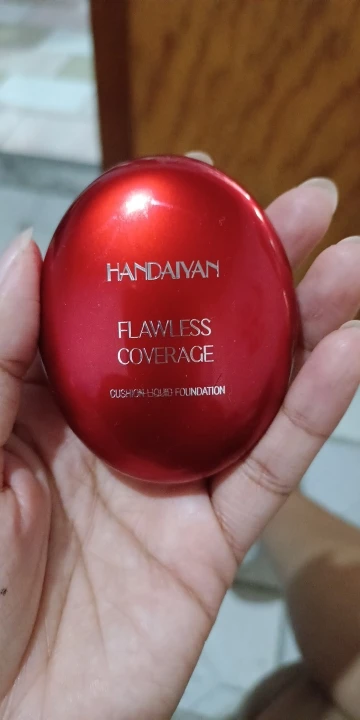 HANDAIYAN
FLAWLESS
COVERAGE
CUSHION LIQUID FOUNDATION